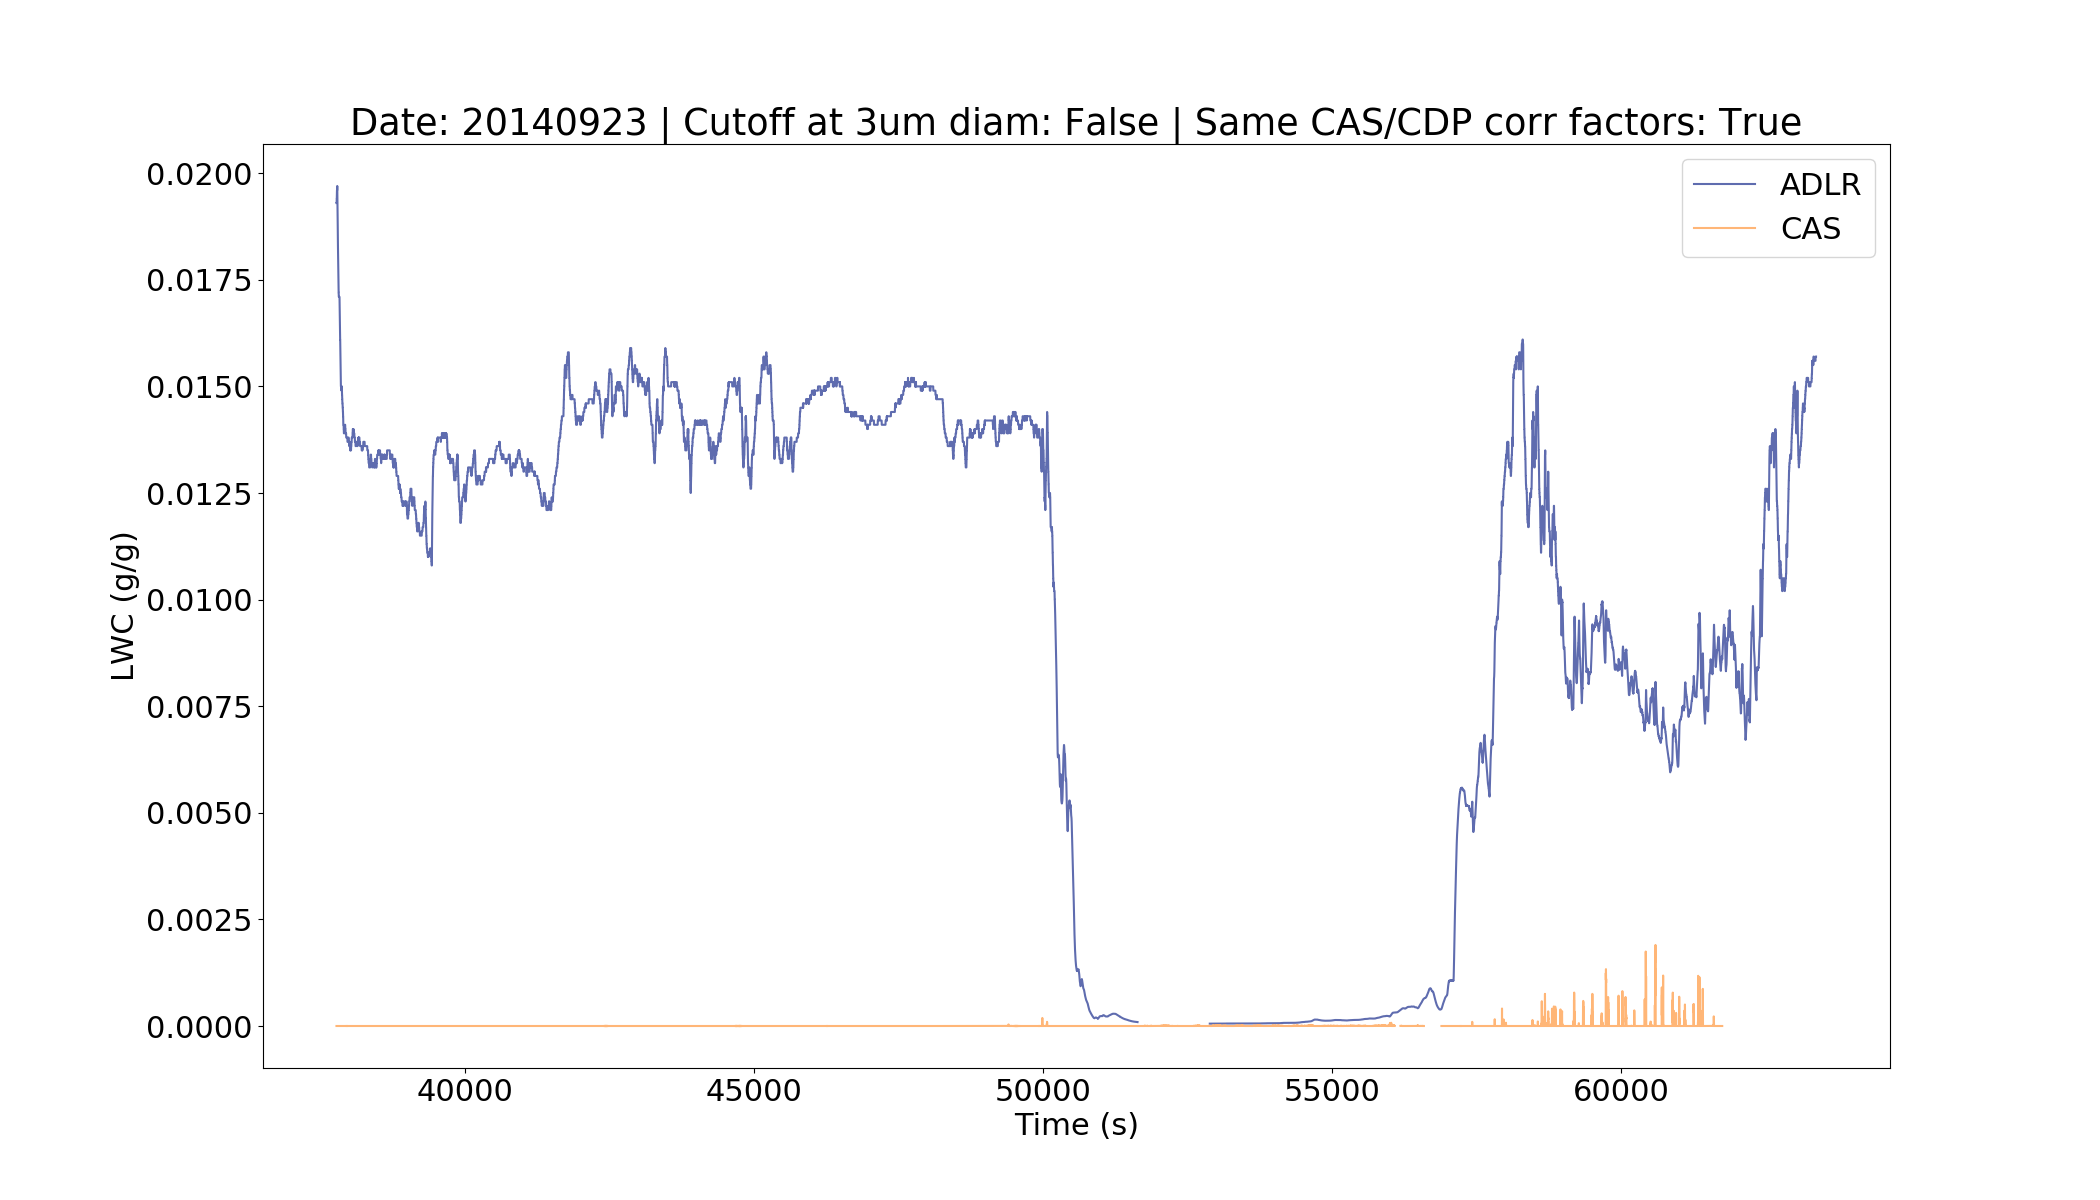 Date: 20140923 | Cutoff at 3um diam: False | Same CAS/CDP corr factors: True
ADLR
CAS
LWC (g/g)
0.0200
0.0175
0.0150
0.0125
0.0100
0.0075
0.0050
0.0025
0.0000
40000 45000 50000 55000 60000
Time (s)